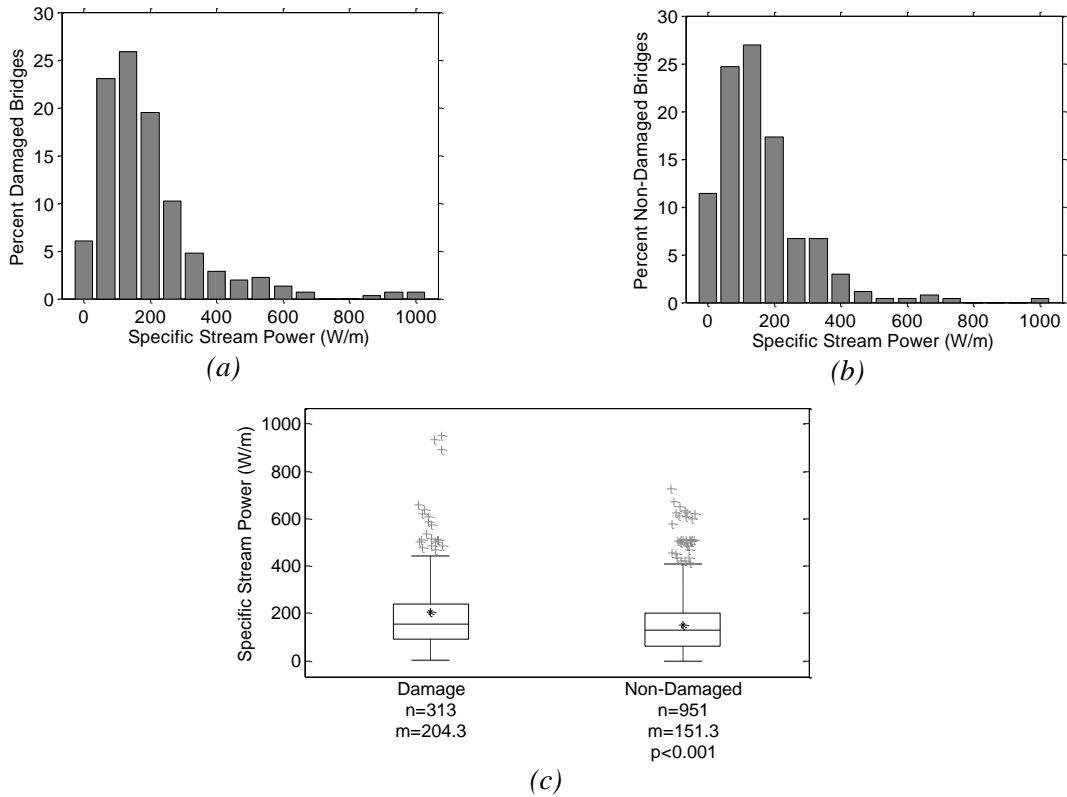 30
25
20
15
10
5
0
Percent Damaged Bridges
0 200 400 600 800 1000
Specific Stream Power (W/m)
(a)
30
25
20
15
10
5
0
Percent Non-Damaged Bridges
0 200 400 600 800 1000
Specific Stream Power (W/m)
(b)
1000
800
600
400
200
0
Specific Stream Power (W/m)
Damage
n=313
m=204.3
Non-Damaged
n=951
m=151.3
p<0.001
(c)